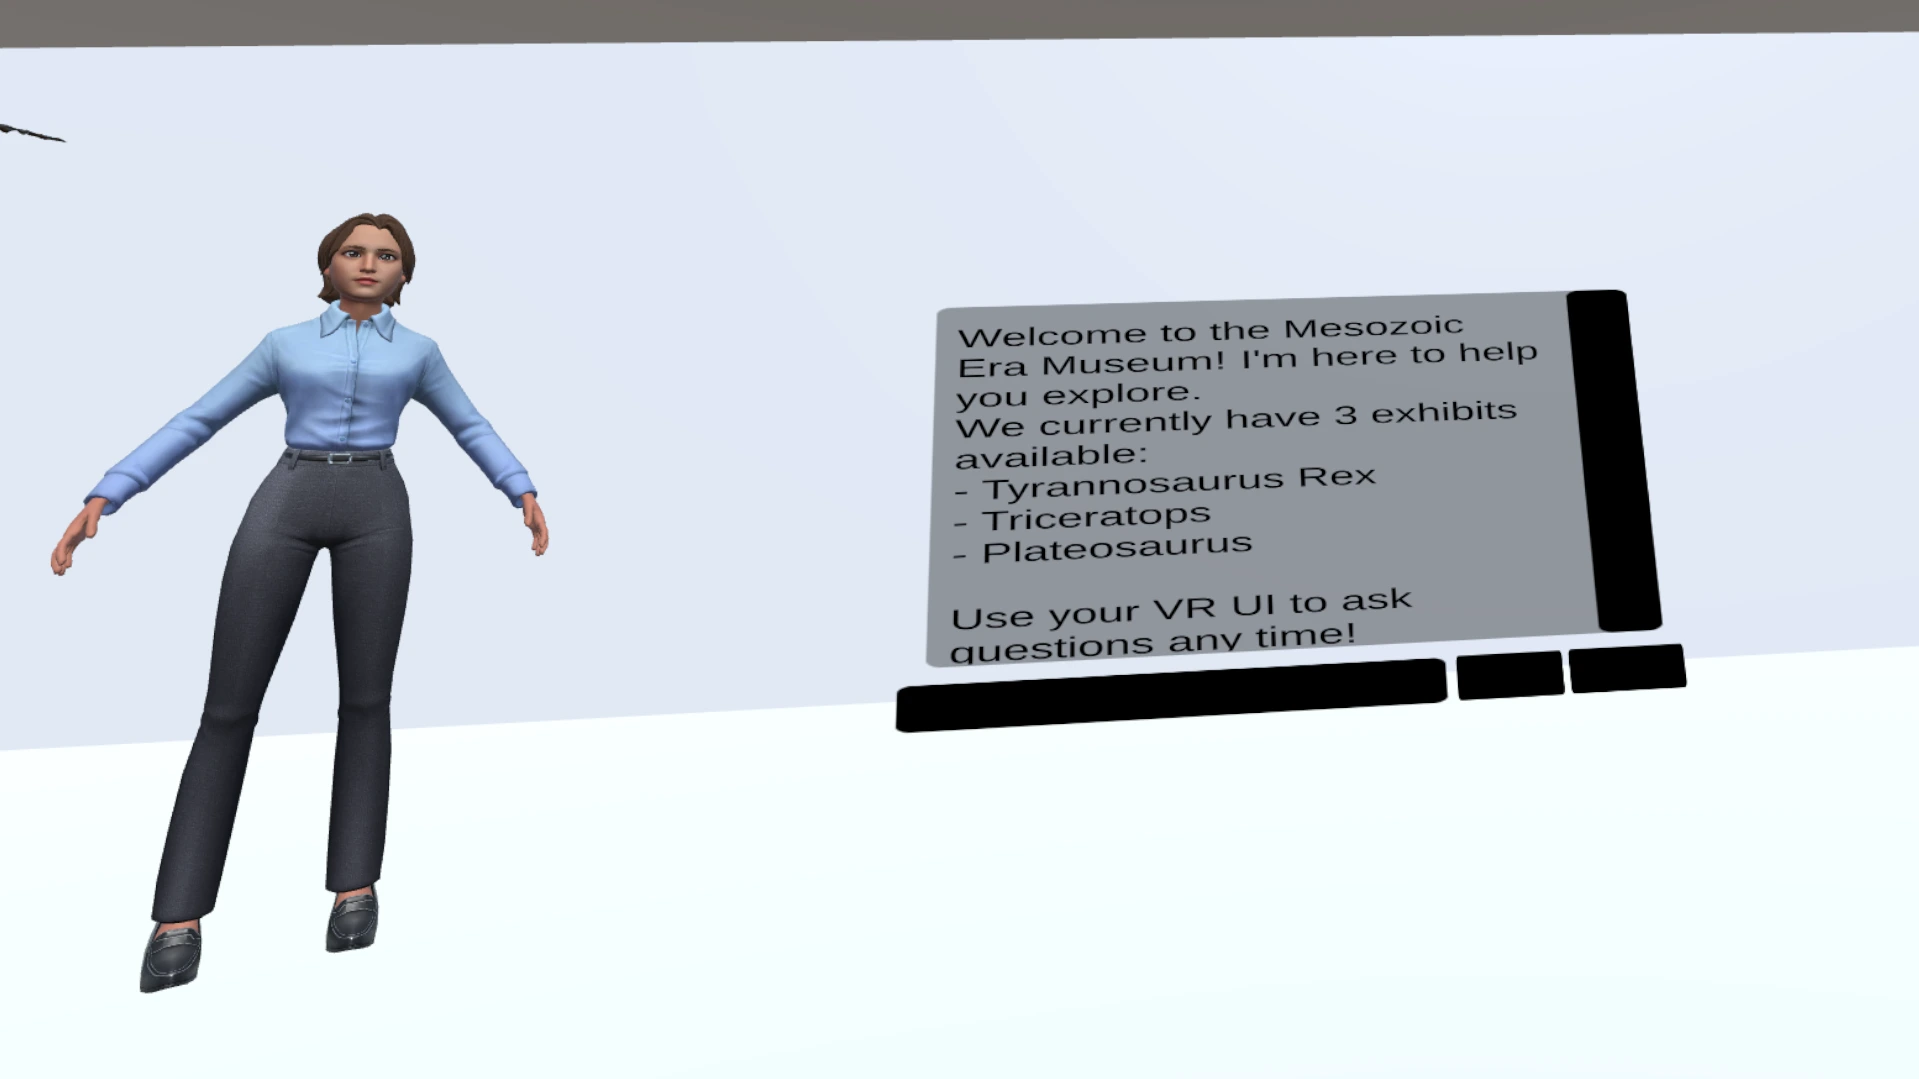 Welcome to the Mesozoic
Era Museum! I'm here to help
you explore.
We currently have 3 exhibits
available:
- Tyrannosaurus Rex
- Triceratops
- Plateosaurus
Use your VR UI to ask
questions any time!